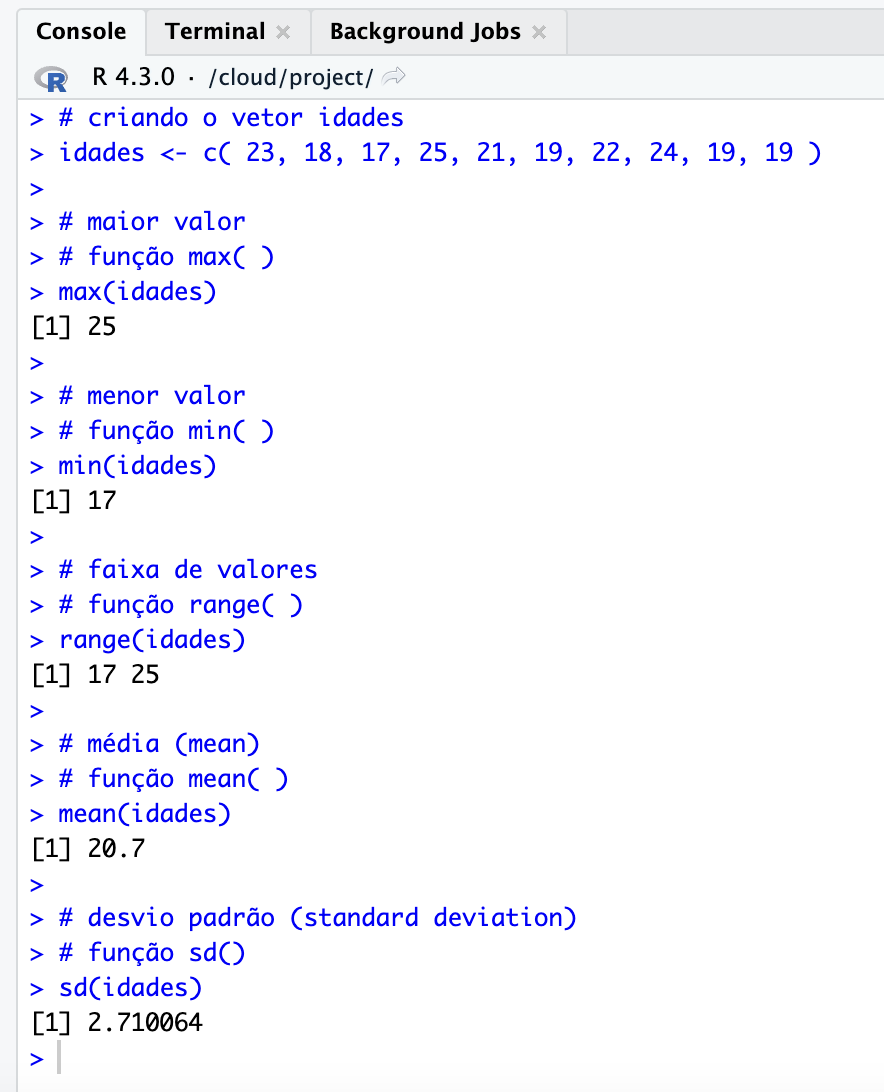 Console Terminal × Background Jobs ×
R R 4.3.0 · /cloud/project/
> # criando o vetor idades
> idades <- c( 23, 18, 17, 25, 21, 19, 22, 24, 19, 19 )
>
> # maior valor
> # função max( )
> max(idades)
[1] 25
>
> # menor valor
> # função min( )
> min(idades)
[1] 17
>
> # faixa de valores
> # função range( )
> range(idades)
[1] 17 25
>
> # média (mean)
> # função mean( )
> mean(idades)
[1] 20.7
>
> # desvio padrão (standard deviation)
> # função sd()
> sd(idades)
[1] 2.710064
>